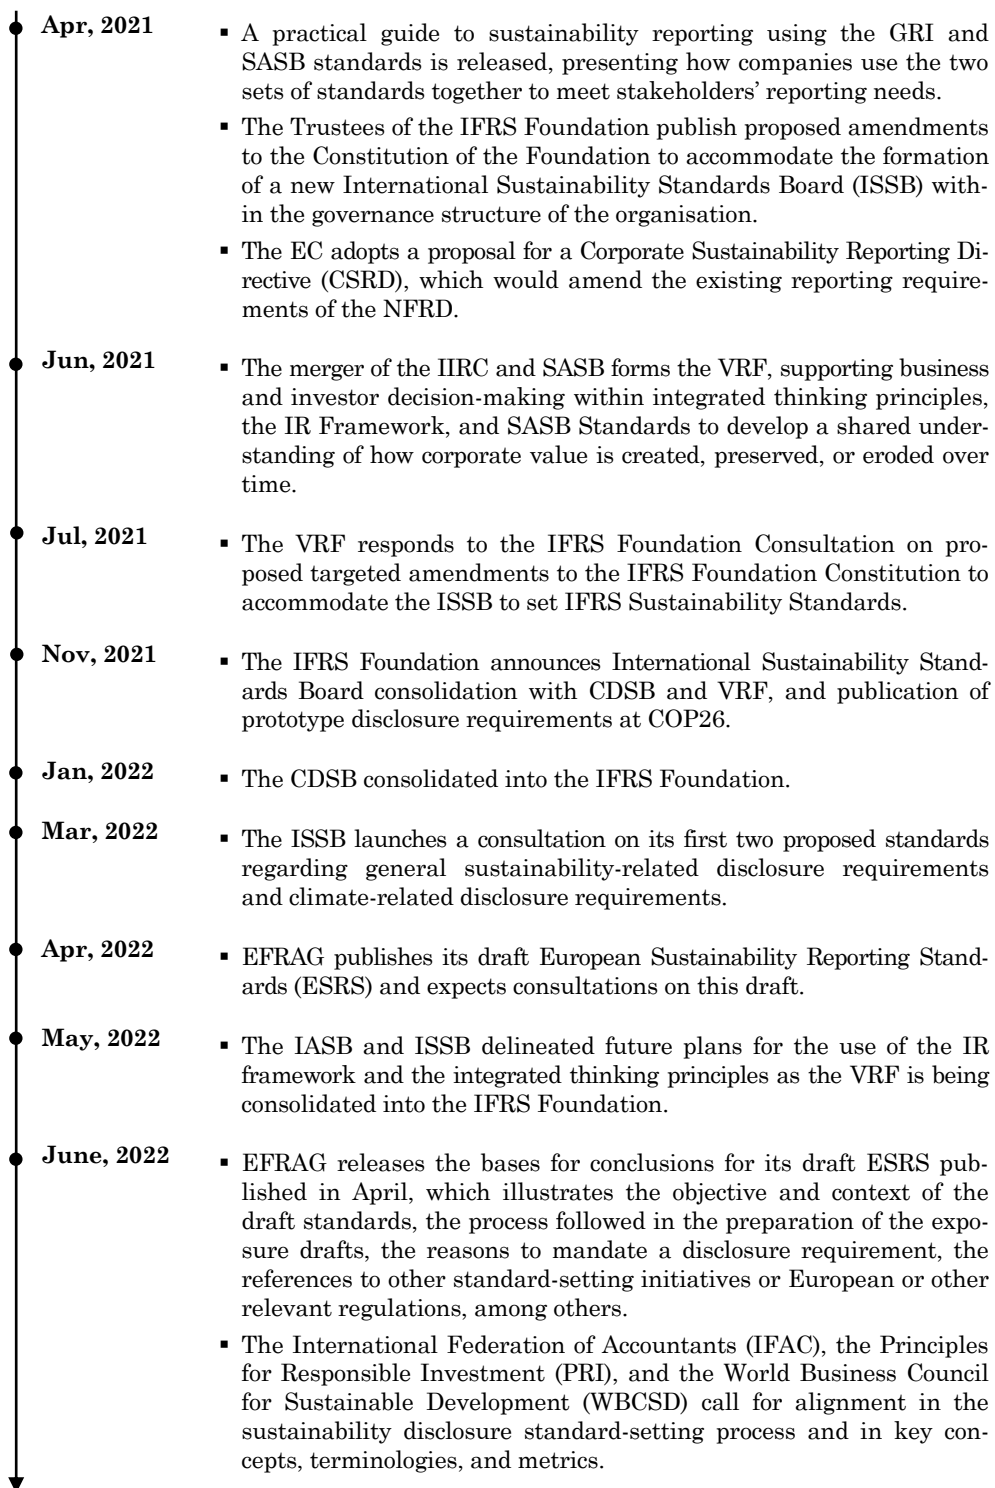 Apr, 2021
▪ A practical guide to sustainability reporting using the GRI and
SASB standards is released, presenting how companies use the two
sets of standards together to meet stakeholders’ reporting needs.
▪ The Trustees of the IFRS Foundation publish proposed amendments
to the Constitution of the Foundation to accommodate the formation
of a new International Sustainability Standards Board (ISSB) with-
in the governance structure of the organisation.
▪ The EC adopts a proposal for a Corporate Sustainability Reporting Di-
rective (CSRD), which would amend the existing reporting require-
ments of the NFRD.
Jun, 2021
▪ The merger of the IIRC and SASB forms the VRF, supporting business
and investor decision-making within integrated thinking principles,
the IR Framework, and SASB Standards to develop a shared under-
standing of how corporate value is created, preserved, or eroded over
time.
Jul, 2021
▪ The VRF responds to the IFRS Foundation Consultation on pro-
posed targeted amendments to the IFRS Foundation Constitution to
accommodate the ISSB to set IFRS Sustainability Standards.
Nov, 2021
▪ The IFRS Foundation announces International Sustainability Stand-
ards Board consolidation with CDSB and VRF, and publication of
prototype disclosure requirements at COP26.
Jan, 2022
▪ The CDSB consolidated into the IFRS Foundation.
Mar, 2022
▪ The ISSB launches a consultation on its first two proposed standards
regarding general sustainability-related disclosure requirements
and climate-related disclosure requirements.
Apr, 2022
▪ EFRAG publishes its draft European Sustainability Reporting Stand-
ards (ESRS) and expects consultations on this draft.
May, 2022
▪ The IASB and ISSB delineated future plans for the use of the IR
framework and the integrated thinking principles as the VRF is being
consolidated into the IFRS Foundation.
June, 2022
▪ EFRAG releases the bases for conclusions for its draft ESRS pub-
lished in April, which illustrates the objective and context of the
draft standards, the process followed in the preparation of the expo-
sure drafts, the reasons to mandate a disclosure requirement, the
references to other standard-setting initiatives or European or other
relevant regulations, among others.
▪ The International Federation of Accountants (IFAC), the Principles
for Responsible Investment (PRI), and the World Business Council
for Sustainable Development (WBCSD) call for alignment in the
sustainability disclosure standard-setting process and in key con-
cepts, terminologies, and metrics.